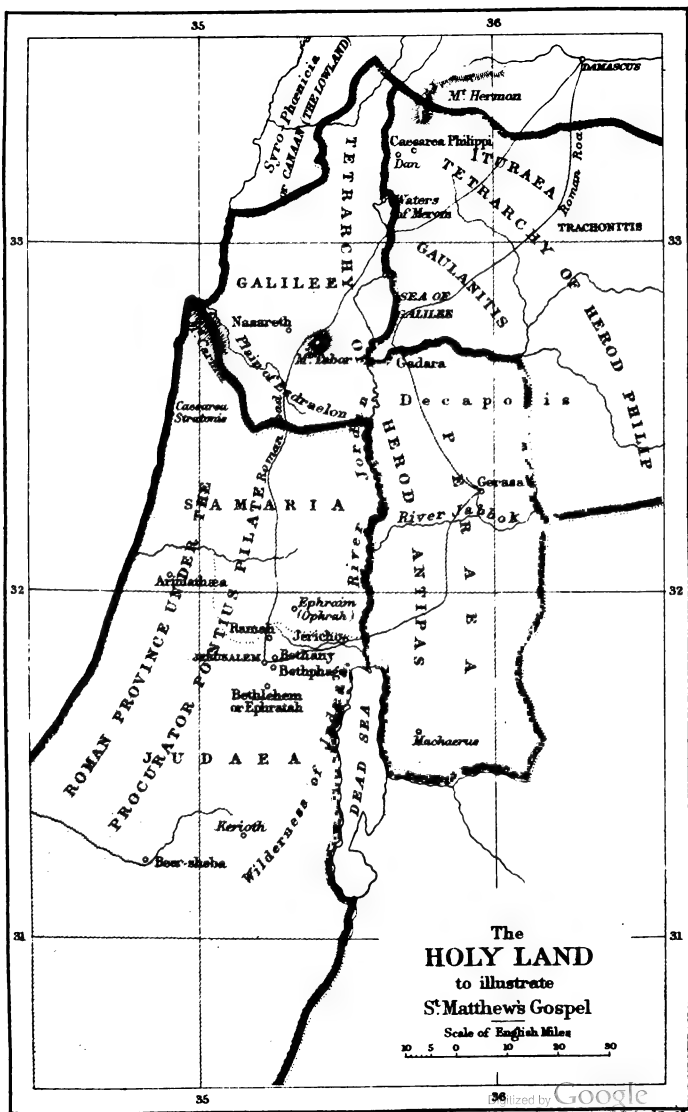 35
36
Syro Phœnicia
or CANAAN (THE LOWLAND)
DAMASCUS
Mt Hermon
TETRARCHY
Caesarea Philippi
Dan
ITURAEA
TETRARCHY OF HEROD PHILIP
Roman Road
Waters
of Merom
TRACHONITIS
33
33
GAULANITIS
GALILEE
SEA OF
GALILEE
Nazareth
Mt Tabor
OF
Gadara
Mt Carmel
Plain of Esdraelon
Decapolis
Caesarea
Stratonis
Roman Road
River Jordan
HEROD
ANTIPAS
PERAEA
Gerasa
SAMARIA
River Jabbok
ROMAN PROVINCE UNDER THE
PROCURATOR PONTIUS PILATE
32
32
Arimathæa
Ephraim
(Ophrah)
Ramah
Jericho
JERUSALEM
Bethany
Bethphage
Bethlehem
or Ephratah
Machaerus
JUDAEA
Wilderness of Judaea
DEAD SEA
Kerioth
Beer-sheba
31
31
The
HOLY LAND
to illustrate
St. Matthew's Gospel
Scale of English Miles
10 5 0 10 20 30
35
36
Digitized by Google